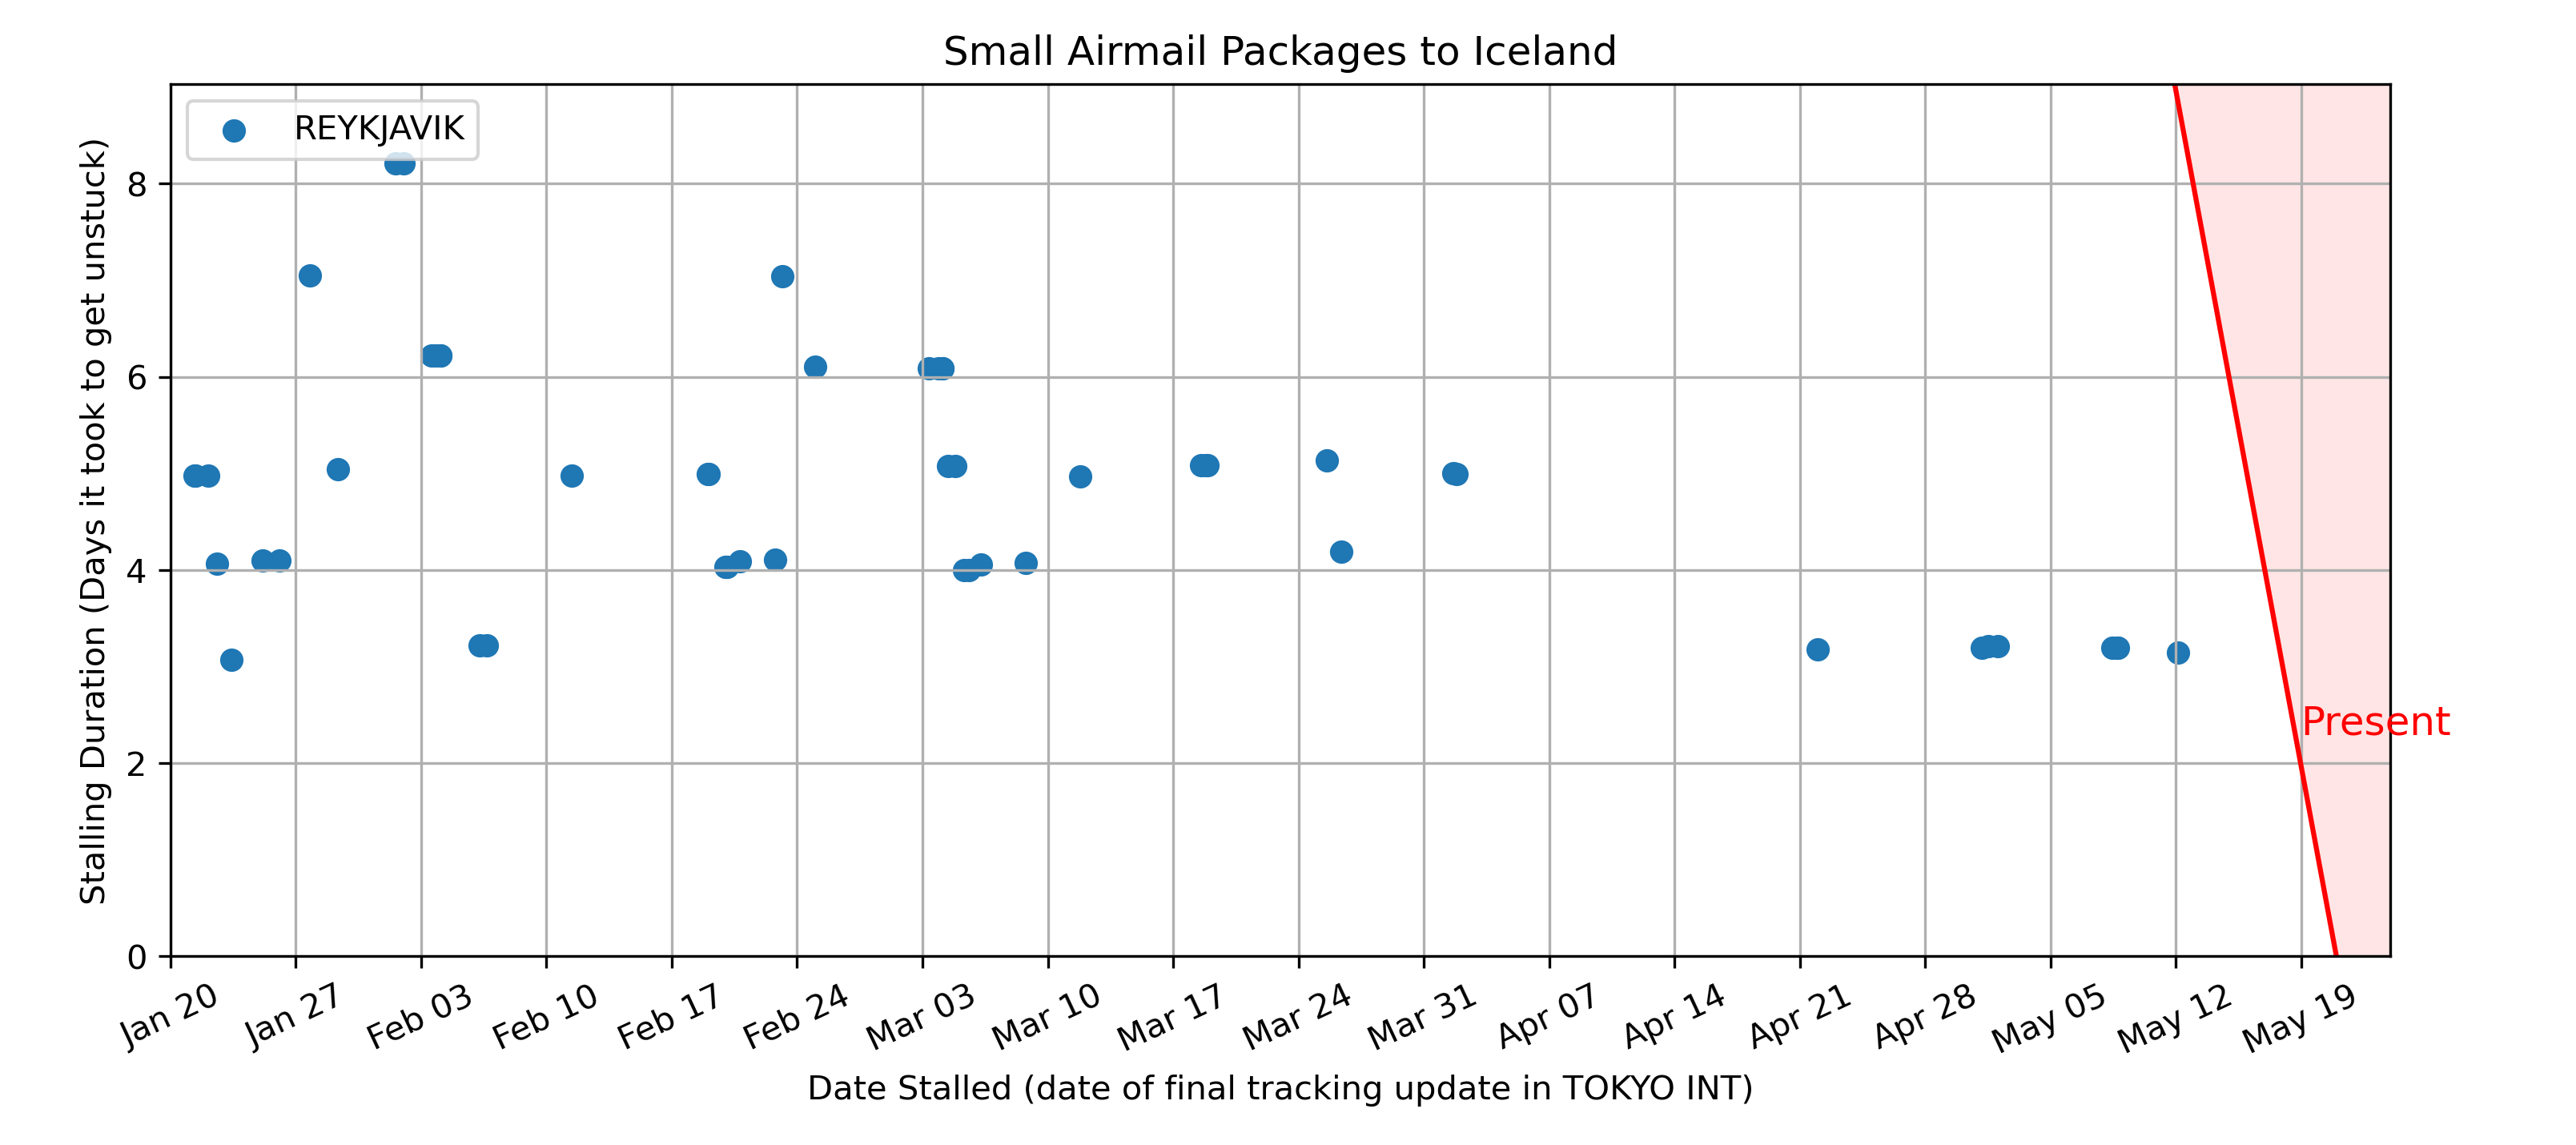 Small Airmail Packages to Iceland
REYKJAVIK
Stalling Duration (Days it took to get unstuck)
8
6
4
2
0
Present
Jan 20 Jan 27 Feb 03 Feb 10 Feb 17 Feb 24 Mar 03 Mar 10 Mar 17 Mar 24 Mar 31 Apr 07 Apr 14 Apr 21 Apr 28 May 05 May 12 May 19
Date Stalled (date of final tracking update in TOKYO INT)